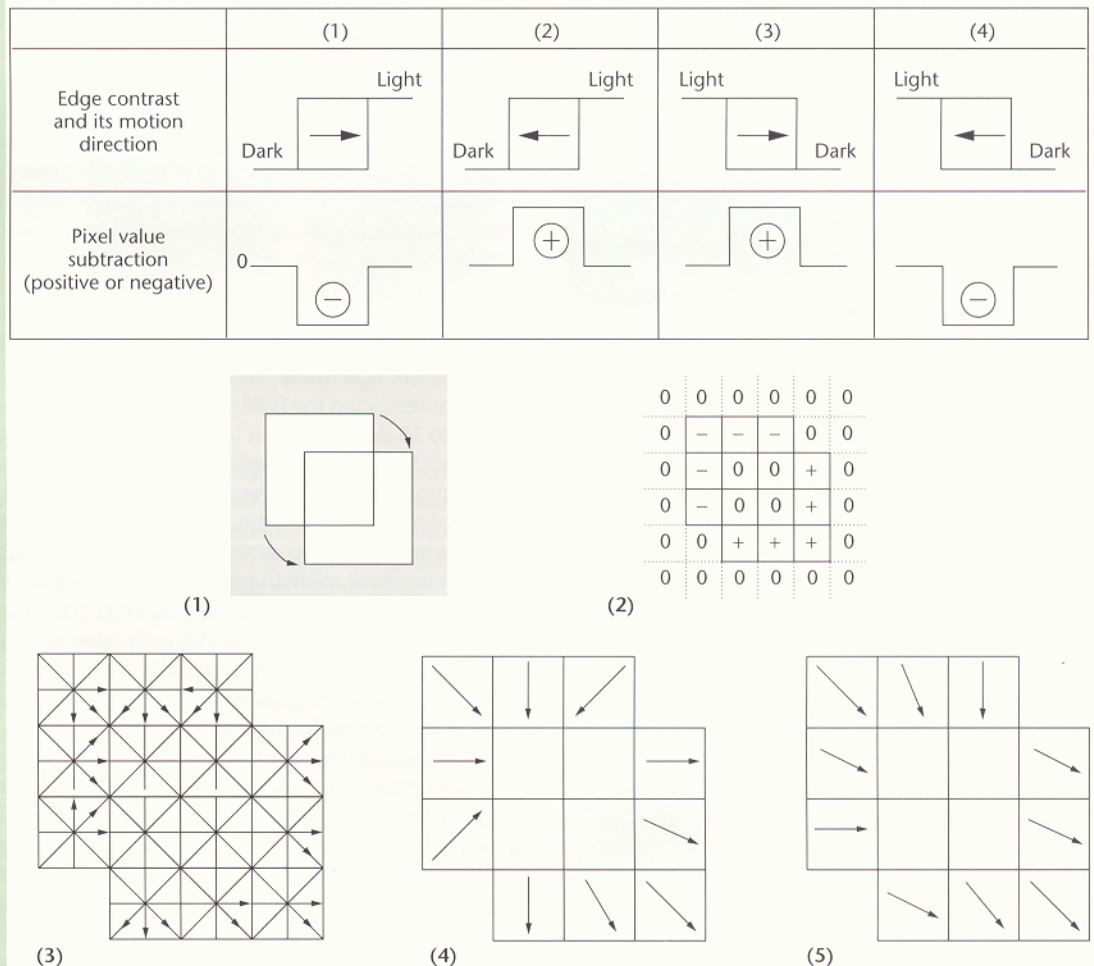 (1) (2) (3) (4)
Edge contrast
and its motion
direction
Light
Dark
Light
Dark
Light
Dark
Light
Dark
Pixel value
subtraction
(positive or negative)
0
−
+
+
−
0 0 0 0 0 0
0 − − − 0 0
0 − 0 0 + 0
0 − 0 0 + 0
0 0 + + + 0
0 0 0 0 0 0
(1)
(2)
(3)
(4)
(5)